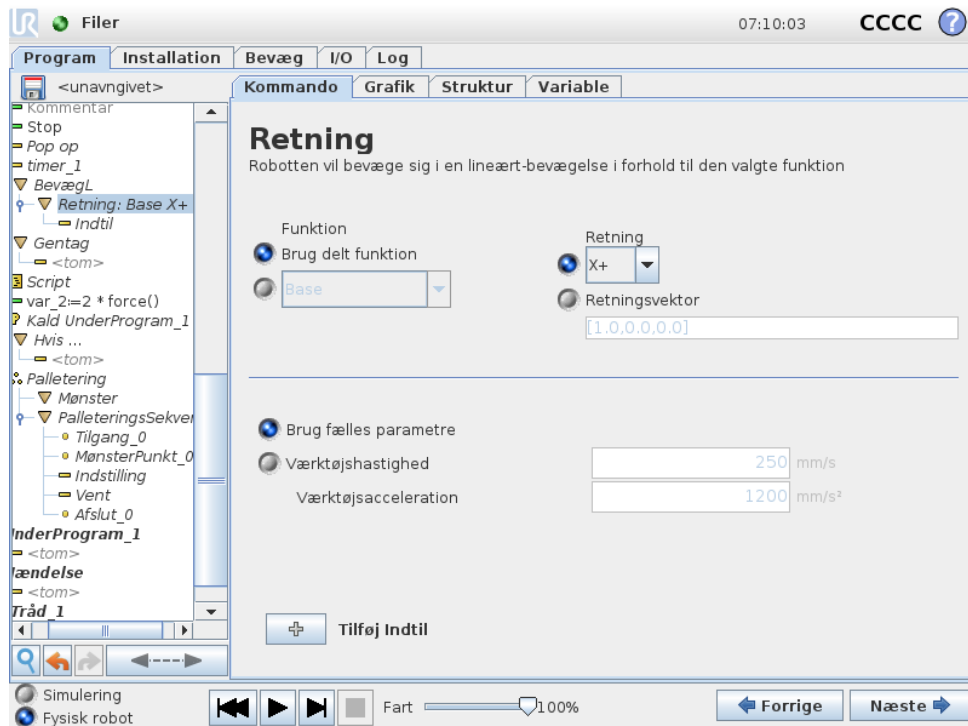 UR Filer 07:10:03 CCCC ?
Program Installation Bevæg I/O Log
<unavngivet>
Kommando Grafik Struktur Variable
Kommentar
Stop
Pop op
timer_1
BevægL
Retning: Base X+
Indtil
Gentag
<tom>
Script
var_2:=2 * force()
Kald UnderProgram_1
Hvis ...
<tom>
Palletering
Mønster
PalleteringsSekver
Tilgang_0
MønsterPunkt_0
Indstilling
Vent
Afslut_0
UnderProgram_1
<tom>
Hændelse
<tom>
Tråd_1
Retning
Robotten vil bevæge sig i en lineært-bevægelse i forhold til den valgte funktion
Funktion
Brug delt funktion
Base
Retning
X+
Retningsvektor
[1.0,0.0,0.0]
Brug fælles parametre
Værktøjshastighed 250 mm/s
Værktøjsacceleration 1200 mm/s²
Tilføj Indtil
Simulering
Fysisk robot
Fart 100%
Forrige Næste